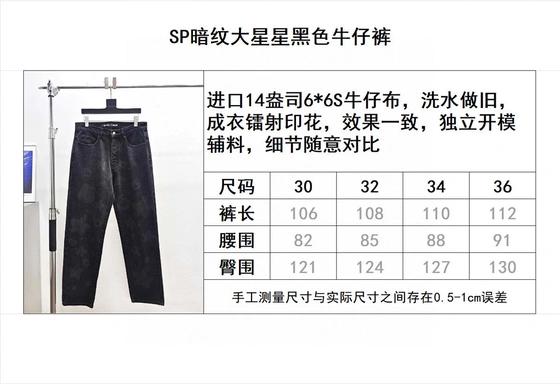 SP暗纹大星星黑色牛仔裤
进口14盎司6*6S牛仔布，洗水做旧，
成衣镭射印花，效果一致，独立开模
辅料，细节随意对比
尺码 30 32 34 36
裤长 106 108 110 112
腰围 82 85 88 91
臀围 121 124 127 130
手工测量尺寸与实际尺寸之间存在0.5-1cm误差